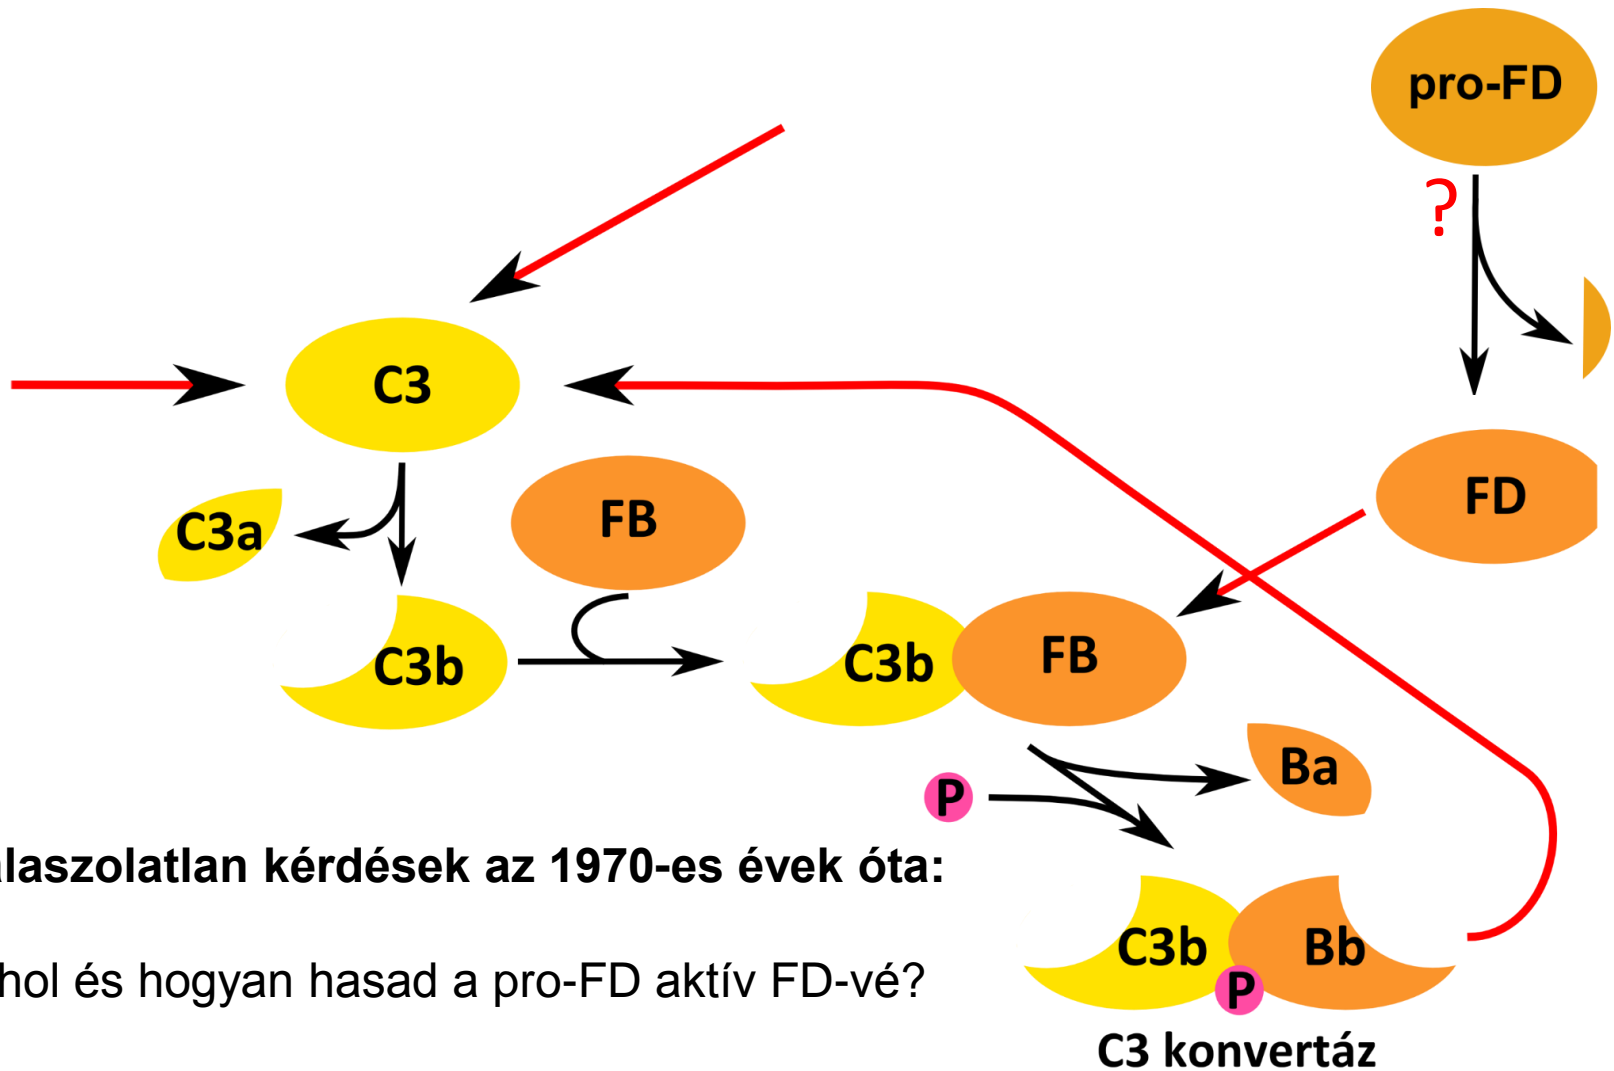 pro-FD
?
C3
FD
FB
C3a
C3b
C3b
FB
Ba
P
alaszolatlan kérdések az 1970-es évek óta:
C3b
Bb
hol és hogyan hasad a pro-FD aktív FD-vé?
P
C3 konvertáz